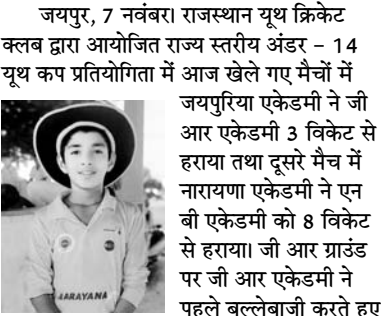 जयपुर, 7 नवंबर। राजस्थान यूथ क्रिकेट
क्लब द्वारा आयोजित राज्य स्तरीय अंडर – 14
यूथ कप प्रतियोगिता में आज खेले गए मैचों में
जयपुरिया एकेडमी ने जी
आर एकेडमी 3 विकेट से
हराया तथा दूसरे मैच में
नारायणा एकेडमी ने एन
बी एकेडमी को 8 विकेट
से हराया। जी आर ग्राउंड
पर जी आर एकेडमी ने
पहले बल्लेबाजी करते हुए
NARAYANA